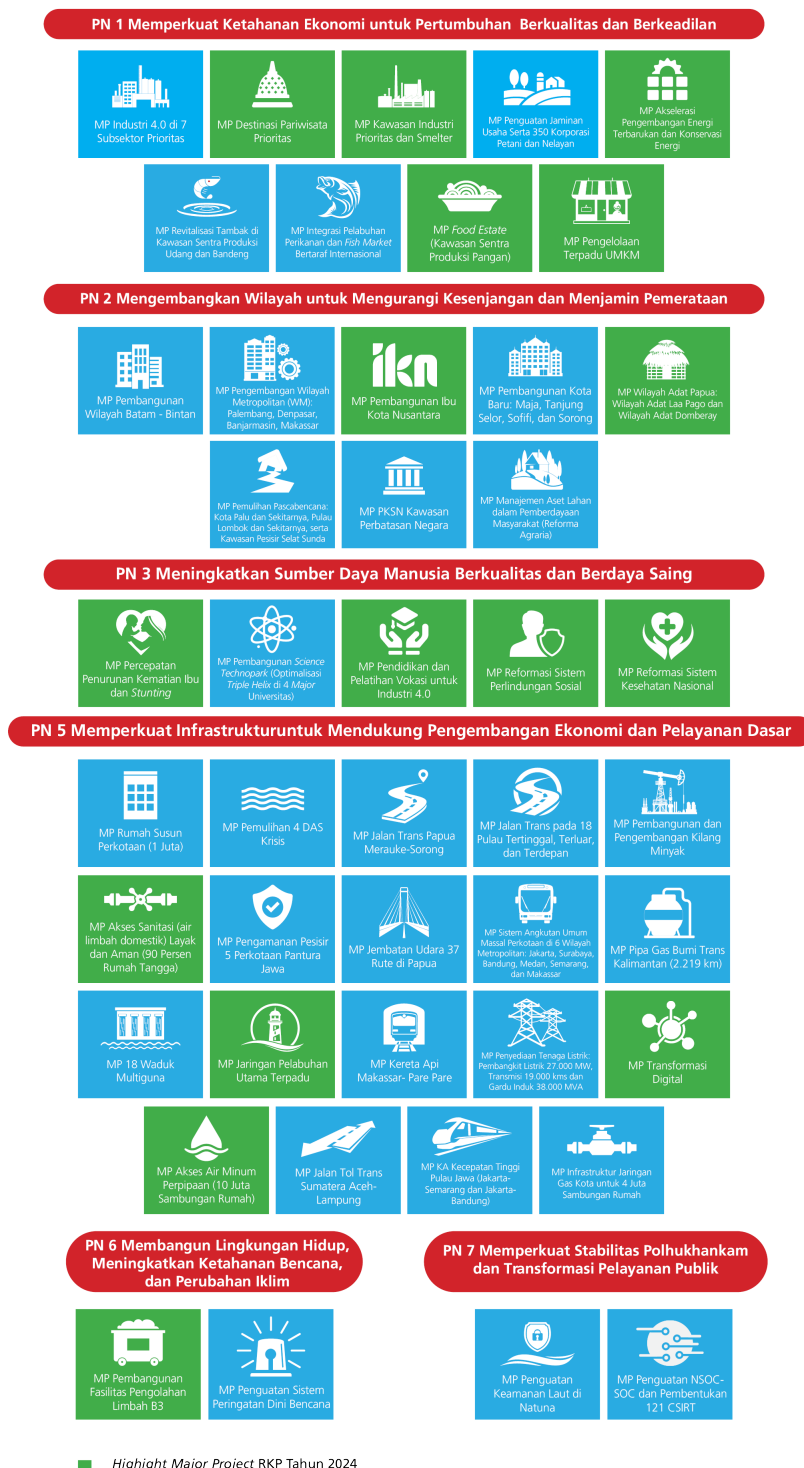 PN 1 Memperkuat Ketahanan Ekonomi untuk Pertumbuhan Berkualitas dan Berkeadilan
MP Industri 4.0 di 7
Subsektor Prioritas
MP Destinasi Pariwisata
Prioritas
MP Kawasan Industri
Prioritas dan Smelter
MP Penguatan Jaminan
Usaha Serta 350 Korporasi
Petani dan Nelayan
MP Akselerasi
Pengembangan Energi
Terbarukan dan Konservasi
Energi
MP Revitalisasi Tambak di
Kawasan Sentra Produksi
Udang dan Bandeng
MP Integrasi Pelabuhan
Perikanan dan Fish Market
Bertaraf Internasional
MP Food Estate
(Kawasan Sentra
Produksi Pangan)
MP Pengelolaan
Terpadu UMKM
PN 2 Mengembangkan Wilayah untuk Mengurangi Kesenjangan dan Menjamin Pemerataan
MP Pembangunan
Wilayah Batam - Bintan
MP Pengembangan Wilayah
Metropolitan (WM):
Palembang, Denpasar,
Banjarmasin, Makassar
ikn
MP Pembangunan Ibu
Kota Nusantara
MP Pembangunan Kota
Baru: Maja, Tanjung
Selor, Sofifi, dan Sorong
MP Wilayah Adat Papua:
Wilayah Adat Laa Pago dan
Wilayah Adat Domberay
MP Pemulihan Pascabencana:
Kota Palu dan Sekitarnya, Pulau
Lombok dan Sekitarnya, serta
Kawasan Pesisir Selat Sunda
MP PKSN Kawasan
Perbatasan Negara
MP Manajemen Aset Lahan
dalam Pemberdayaan
Masyarakat (Reforma
Agraria)
PN 3 Meningkatkan Sumber Daya Manusia Berkualitas dan Berdaya Saing
MP Percepatan
Penurunan Kematian Ibu
dan Stunting
MP Pembangunan Science
Technopark (Optimalisasi
Triple Helix di 4 Major
Universitas)
MP Pendidikan dan
Pelatihan Vokasi untuk
Industri 4.0
MP Reformasi Sistem
Perlindungan Sosial
MP Reformasi Sistem
Kesehatan Nasional
PN 5 Memperkuat Infrastrukturuntuk Mendukung Pengembangan Ekonomi dan Pelayanan Dasar
MP Rumah Susun
Perkotaan (1 Juta)
MP Pemulihan 4 DAS
Krisis
MP Jalan Trans Papua
Merauke-Sorong
MP Jalan Trans pada 18
Pulau Tertinggal, Terluar,
dan Terdepan
MP Pembangunan dan
Pengembangan Kilang
Minyak
MP Akses Sanitasi (air
limbah domestik) Layak
dan Aman (90 Persen
Rumah Tangga)
MP Pengamanan Pesisir
5 Perkotaan Pantura
Jawa
MP Jembatan Udara 37
Rute di Papua
MP Sistem Angkutan Umum
Massal Perkotaan di 6 Wilayah
Metropolitan: Jakarta, Surabaya,
Bandung, Medan, Semarang,
dan Makassar
MP Pipa Gas Bumi Trans
Kalimantan (2.219 km)
MP 18 Waduk
Multiguna
MP Jaringan Pelabuhan
Utama Terpadu
MP Kereta Api
Makassar- Pare Pare
MP Penyediaan Tenaga Listrik:
Pembangkit Listrik 27.000 MW,
Transmisi 19.000 kms dan
Gardu Induk 38.000 MVA
MP Transformasi
Digital
MP Akses Air Minum
Perpipaan (10 Juta
Sambungan Rumah)
MP Jalan Tol Trans
Sumatera Aceh-
Lampung
MP KA Kecepatan Tinggi
Pulau Jawa (Jakarta-
Semarang dan Jakarta-
Bandung)
MP Infrastruktur Jaringan
Gas Kota untuk 4 Juta
Sambungan Rumah
PN 6 Membangun Lingkungan Hidup,
Meningkatkan Ketahanan Bencana,
dan Perubahan Iklim
MP Pembangunan
Fasilitas Pengolahan
Limbah B3
MP Penguatan Sistem
Peringatan Dini Bencana
PN 7 Memperkuat Stabilitas Polhukhankam
dan Transformasi Pelayanan Publik
MP Penguatan
Keamanan Laut di
Natuna
MP Penguatan NSOC-
SOC dan Pembentukan
121 CSIRT
Highight Major Project RKP Tahun 2024